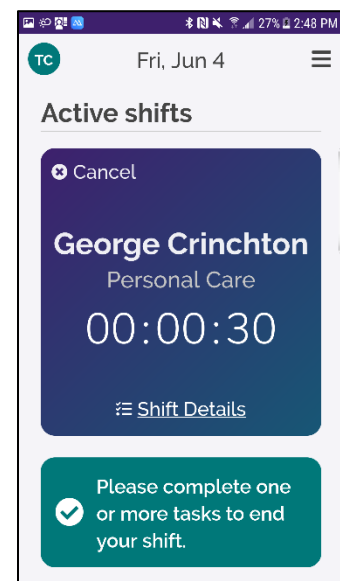 27% 2:48 PM
TC Fri, Jun 4
Active shifts
Cancel
George Crinchton
Personal Care
00:00:30
Shift Details
Please complete one
or more tasks to end
your shift.